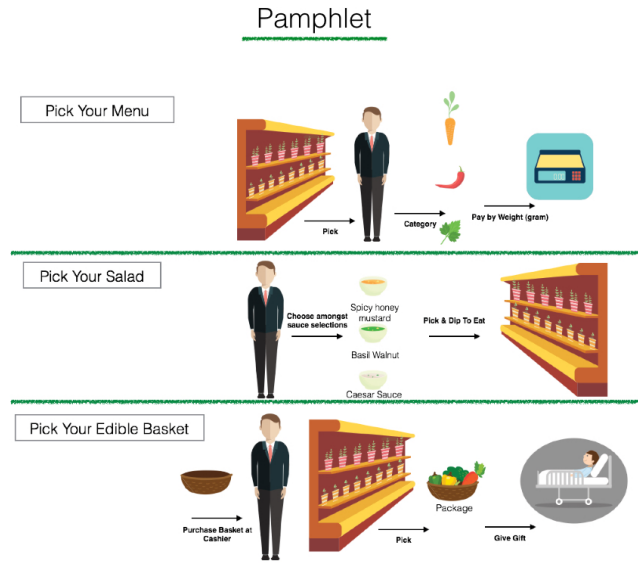 Pamphlet
Pick Your Menu
Pick
Category
Pay by Weight (gram)
Pick Your Salad
Choose amongst
sauce selections
Spicy honey
mustard
Basil Walnut
Caesar Sauce
Pick & Dip To Eat
Pick Your Edible Basket
Purchase Basket at
Cashier
Pick
Package
Give Gift